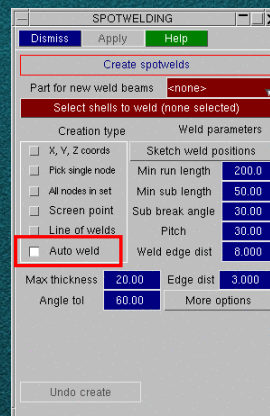 SPOTWELDING
Dismiss Apply Help
Create spotwelds
Part for new weld beams <none>
Select shells to weld (none selected)
Creation type Weld parameters
X, Y, Z coords Sketch weld positions
Pick single node Min run length 200.0
All nodes in set Min sub length 50.00
Screen point Sub break angle 30.00
Line of welds Pitch 30.00
Auto weld Weld edge dist 8.000
Max thickness 20.00 Edge dist 3.000
Angle tol 60.00 More options
Undo create